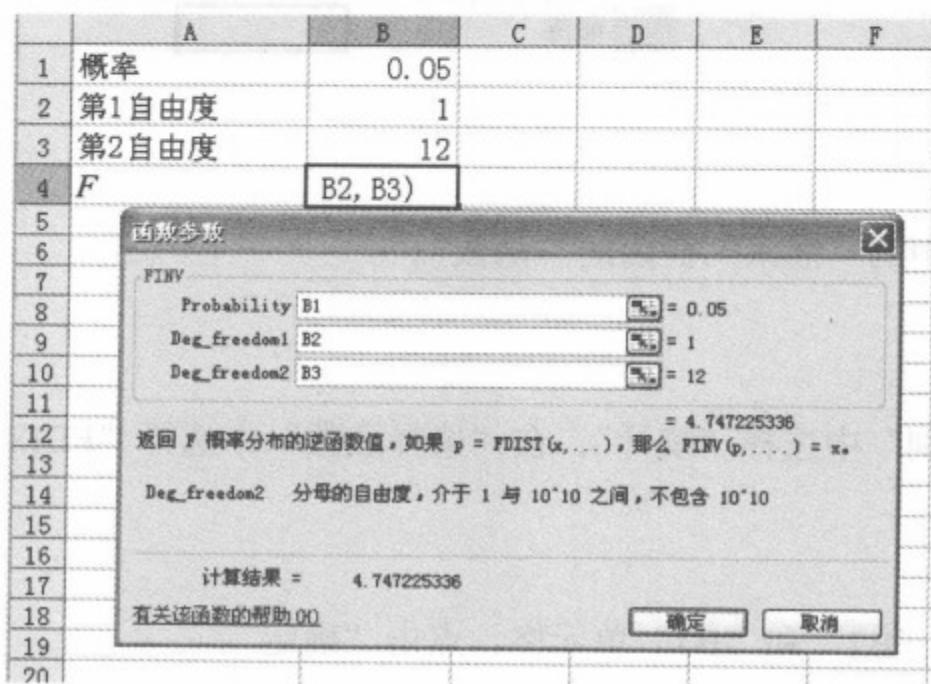 A B C D E F
1 概率 0.05
2 第1自由度 1
3 第2自由度 12
4 F B2, B3)
5
函数参数
6
7
FINV
8
Probability B1 = 0.05
9
Deg_freedom1 B2 = 1
10
Deg_freedom2 B3 = 12
11
= 4.747225336
12
返回 F 概率分布的逆函数值，如果 p = FDIST(x,...)，那么 FINV(p,....) = x。
13
14
Deg_freedom2 分母的自由度，介于 1 与 10^10 之间，不包含 10^10
15
16
17
计算结果 = 4.747225336
18
有关该函数的帮助(H) 确定 取消
19
20